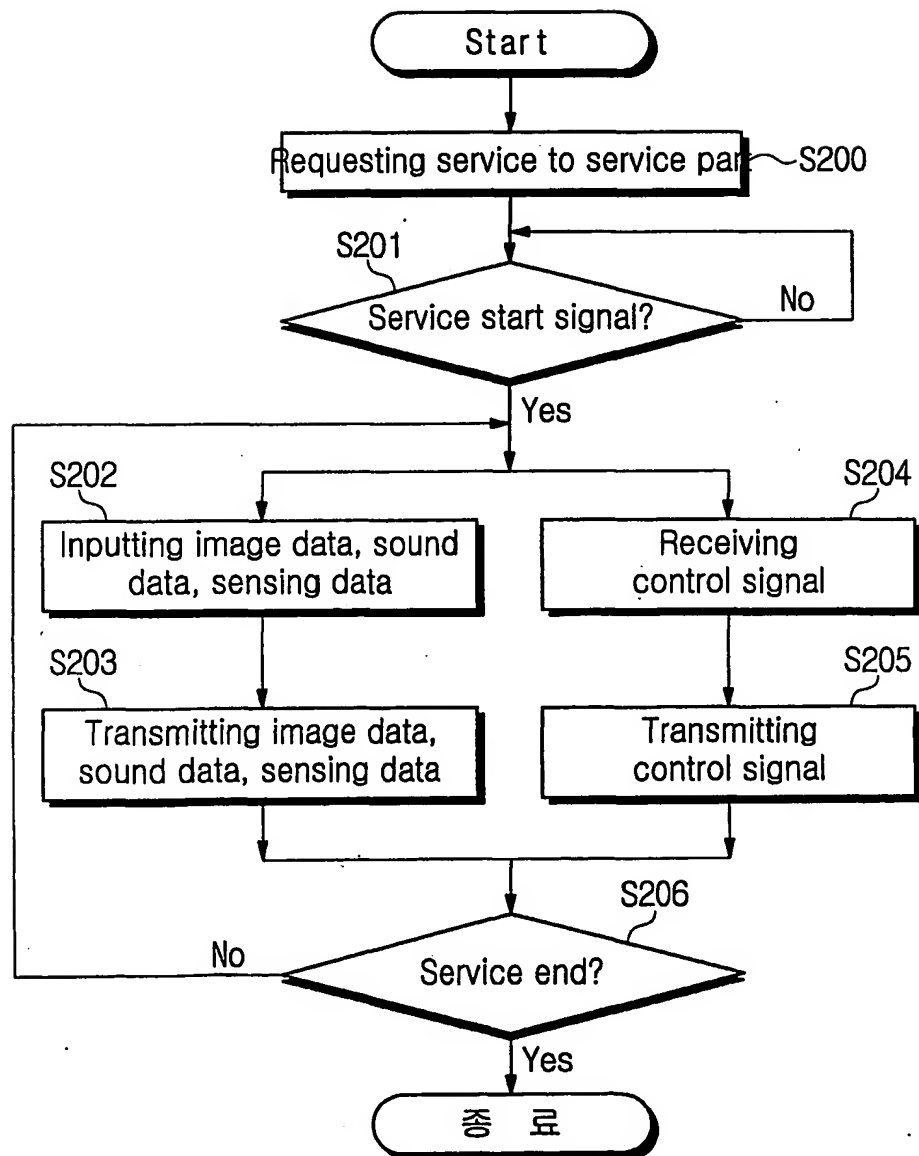 Start
Requesting service to service par
S200
S201
Service start signal?
No
Yes
S202
S204
Inputting image data, sound
data, sensing data
Receiving
control signal
S203
S205
Transmitting image data,
sound data, sensing data
Transmitting
control signal
S206
No
Service end?
Yes
종 료